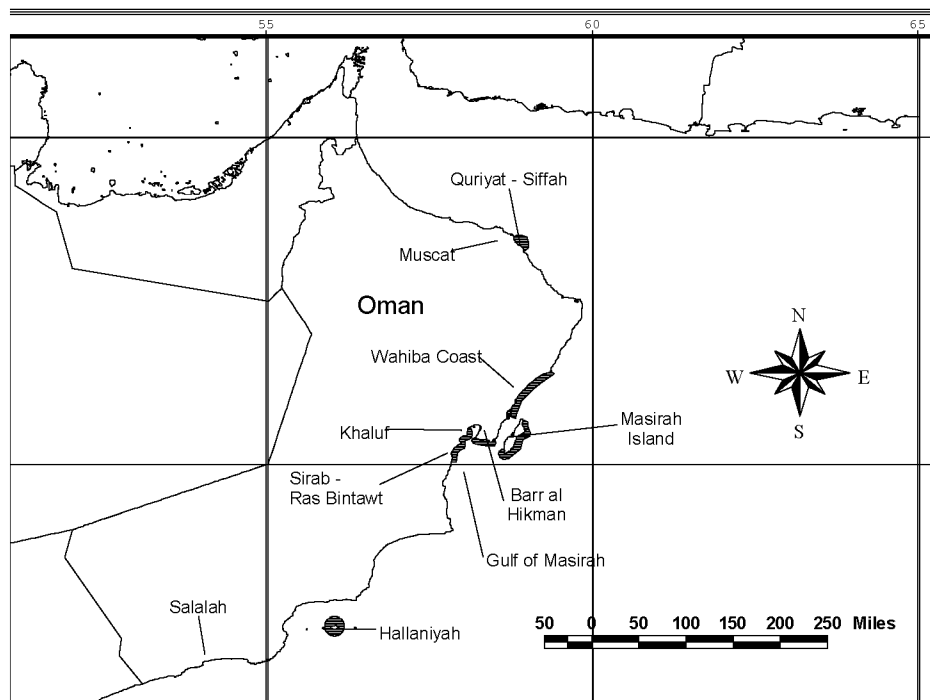 55 60 65
Quriyat - Siffah
Muscat
Oman
N
W E
S
Wahiba Coast
Khaluf
Masirah
Island
Sirab -
Ras Bintawt
Barr al
Hikman
Gulf of Masirah
Salalah
Hallaniyah
50 0 50 100 150 200 250 Miles